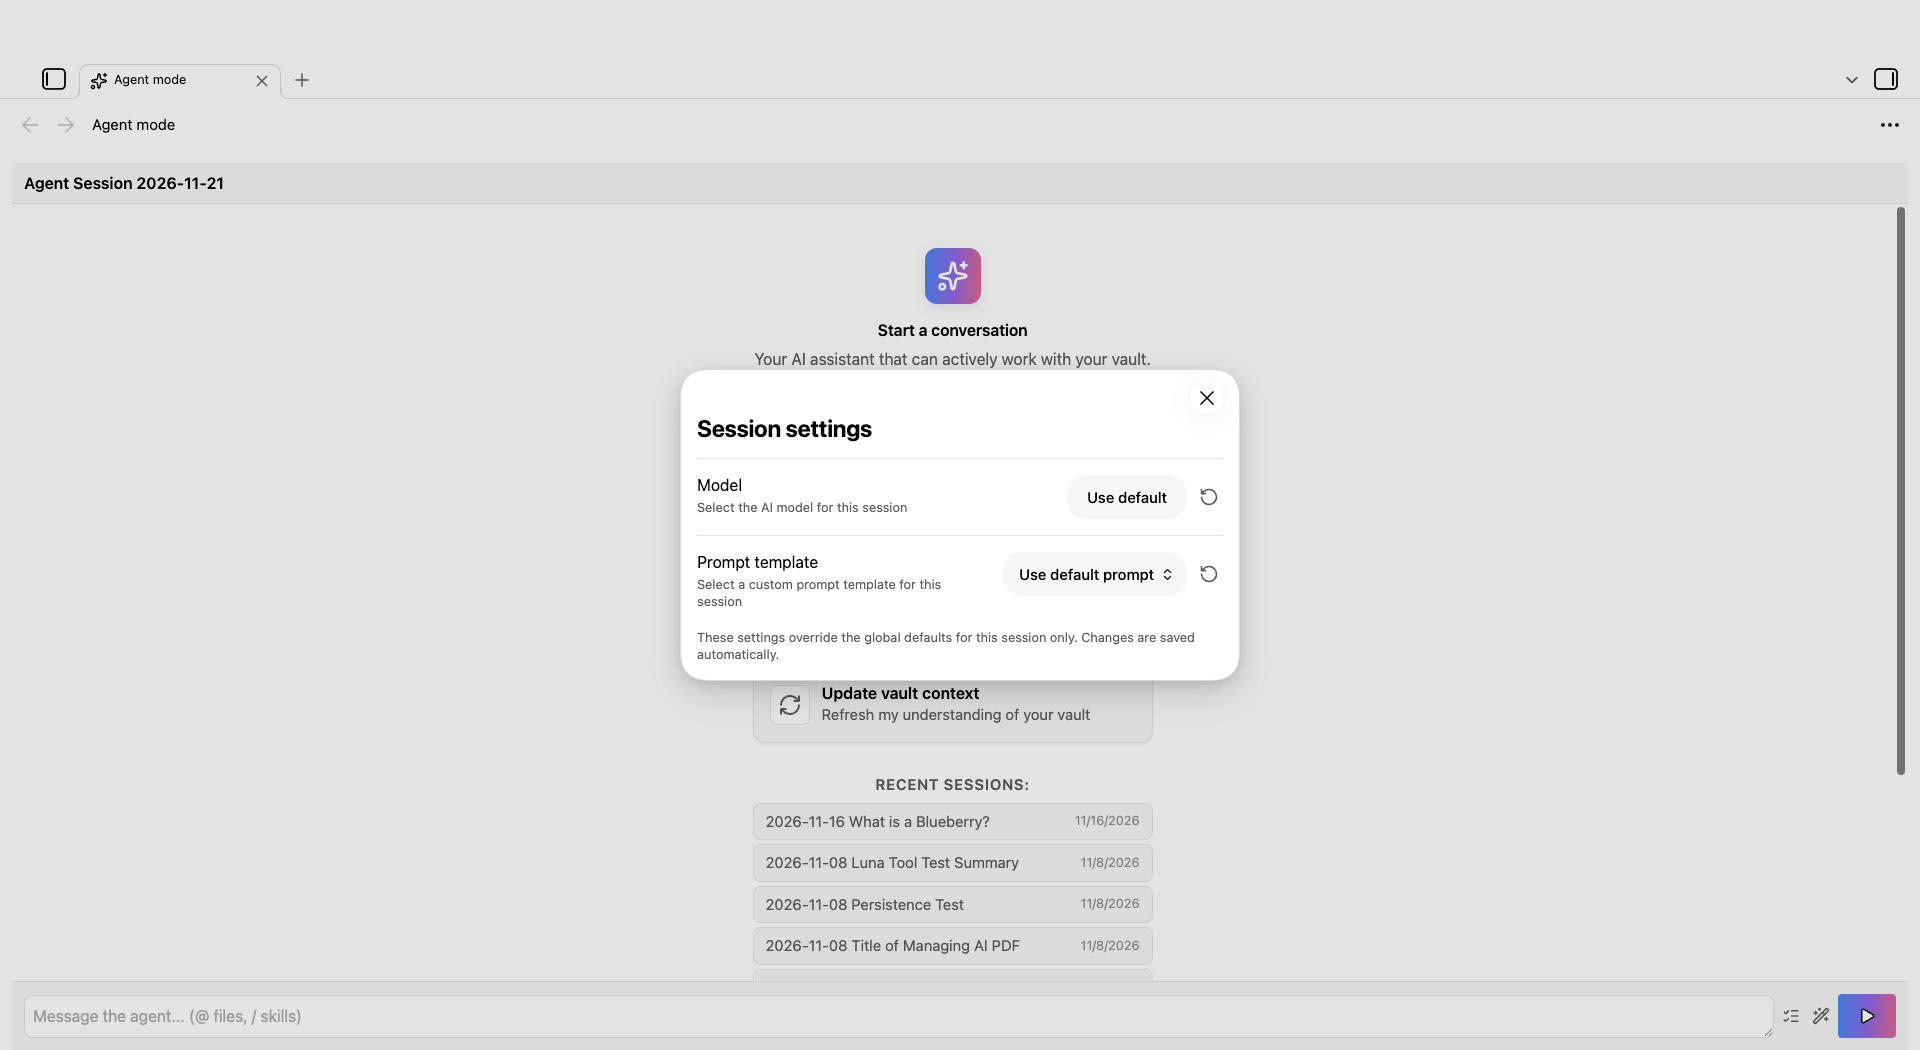 Agent mode
Agent mode
Agent Session 2026-11-21
Start a conversation
Your AI assistant that can actively work with your vault.
Session settings
Model
Select the AI model for this session
Use default
Prompt template
Select a custom prompt template for this
session
Use default prompt
These settings override the global defaults for this session only. Changes are saved
automatically.
Update vault context
Refresh my understanding of your vault
RECENT SESSIONS:
2026-11-16 What is a Blueberry? 11/16/2026
2026-11-08 Luna Tool Test Summary 11/8/2026
2026-11-08 Persistence Test 11/8/2026
2026-11-08 Title of Managing AI PDF 11/8/2026
Message the agent... (@ files, / skills)